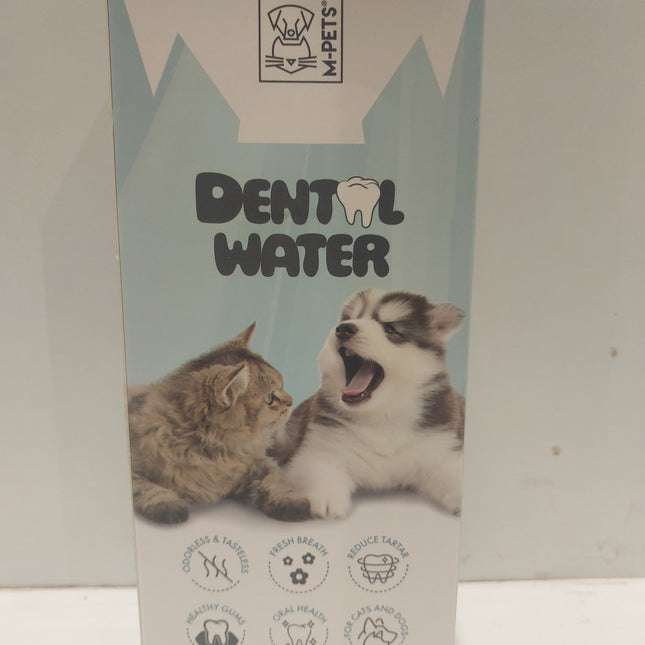 M-PETS®
DENTAL
WATER
ODORLESS & TASTELESS
FRESH BREATH
REDUCE TARTAR
HEALTHY GUMS
ORAL HEALTH
FOR CATS AND DOGS